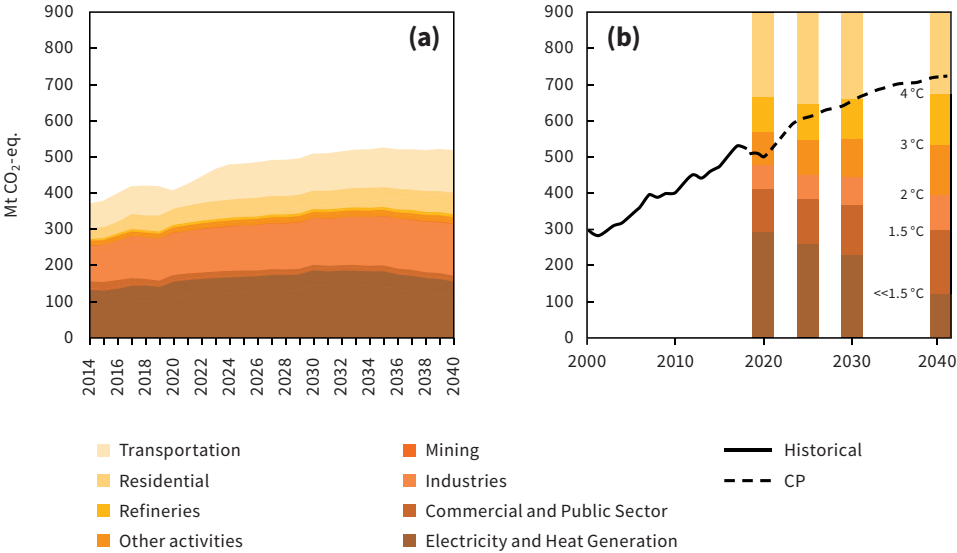 Mt CO₂-eq.
(a)
900
800
700
600
500
400
300
200
100
0
2014
2016
2018
2020
2022
2024
2026
2028
2030
2032
2034
2036
2038
2040
(b)
900
800
700
600
500
400
300
200
100
0
4 °C
3 °C
2 °C
1.5 °C
<<1.5 °C
2000
2010
2020
2030
2040
Transportation
Residential
Refineries
Other activities
Mining
Industries
Commercial and Public Sector
Electricity and Heat Generation
Historical
CP